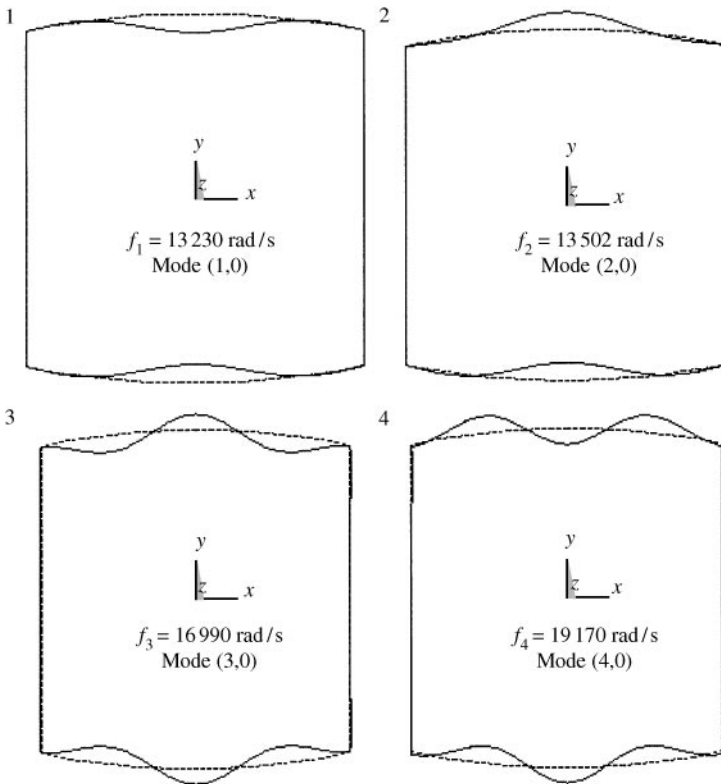 1
y
z
x
f1 = 13 230 rad / s
Mode (1,0)
2
y
z
x
f2 = 13 502 rad / s
Mode (2,0)
3
y
z
x
f3 = 16 990 rad / s
Mode (3,0)
4
y
z
x
f4 = 19 170 rad / s
Mode (4,0)